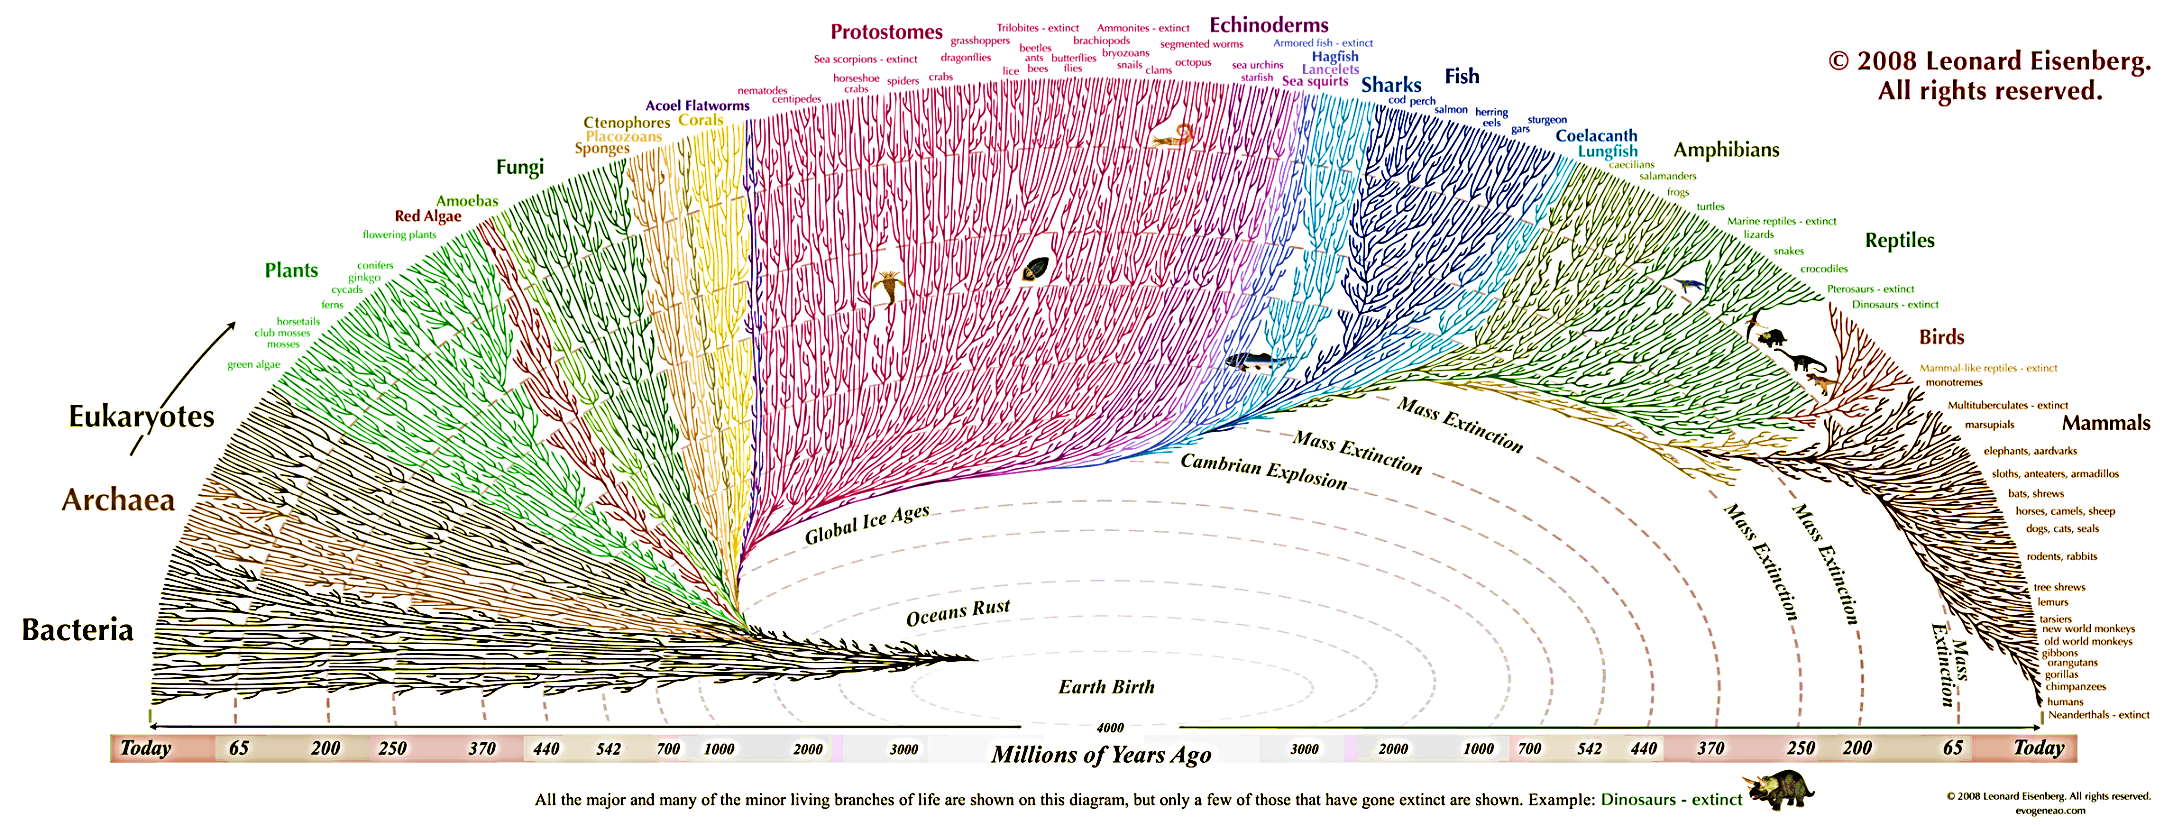 © 2008 Leonard Eisenberg.
All rights reserved.
Protostomes
Echinoderms
Trilobites - extinct
Ammonites - extinct
grasshoppers
brachiopods
segmented worms
Armored fish - extinct
Sea scorpions - extinct
dragonflies
beetles
ants
bees
butterflies
flies
bryozoans
snails
clams
octopus
lice
horseshoe
crabs
spiders
crabs
nematodes
centipedes
sea urchins
starfish
Hagfish
Lancelets
Sea squirts
Sharks
Fish
cod
perch
salmon
herring
eels
gars
sturgeon
Coelacanth
Lungfish
Amphibians
caecilians
salamanders
frogs
turtles
Marine reptiles - extinct
lizards
snakes
crocodiles
Reptiles
Pterosaurs - extinct
Dinosaurs - extinct
Birds
Mammal-like reptiles - extinct
monotremes
Multituberculates - extinct
marsupials
Mammals
elephants, aardvarks
sloths, anteaters, armadillos
bats, shrews
horses, camels, sheep
dogs, cats, seals
rodents, rabbits
tree shrews
lemurs
tarsiers
new world monkeys
old world monkeys
gibbons
orangutans
gorillas
chimpanzees
humans
Neanderthals - extinct
Acoel Flatworms
Ctenophores
Corals
Placozoans
Sponges
Fungi
Amoebas
Red Algae
flowering plants
Plants
conifers
ginkgo
cycads
ferns
horsetails
club mosses
mosses
green algae
Eukaryotes
Archaea
Bacteria
Mass Extinction
Mass Extinction
Cambrian Explosion
Global Ice Ages
Oceans Rust
Earth Birth
Mass Extinction
Mass Extinction
Mass Extinction
4000
Today 65 200 250 370 440 542 700 1000 2000 3000 Millions of Years Ago 3000 2000 1000 700 542 440 370 250 200 65 Today
All the major and many of the minor living branches of life are shown on this diagram, but only a few of those that have gone extinct are shown. Example: Dinosaurs - extinct
© 2008 Leonard Eisenberg. All rights reserved.
evogeneao.com